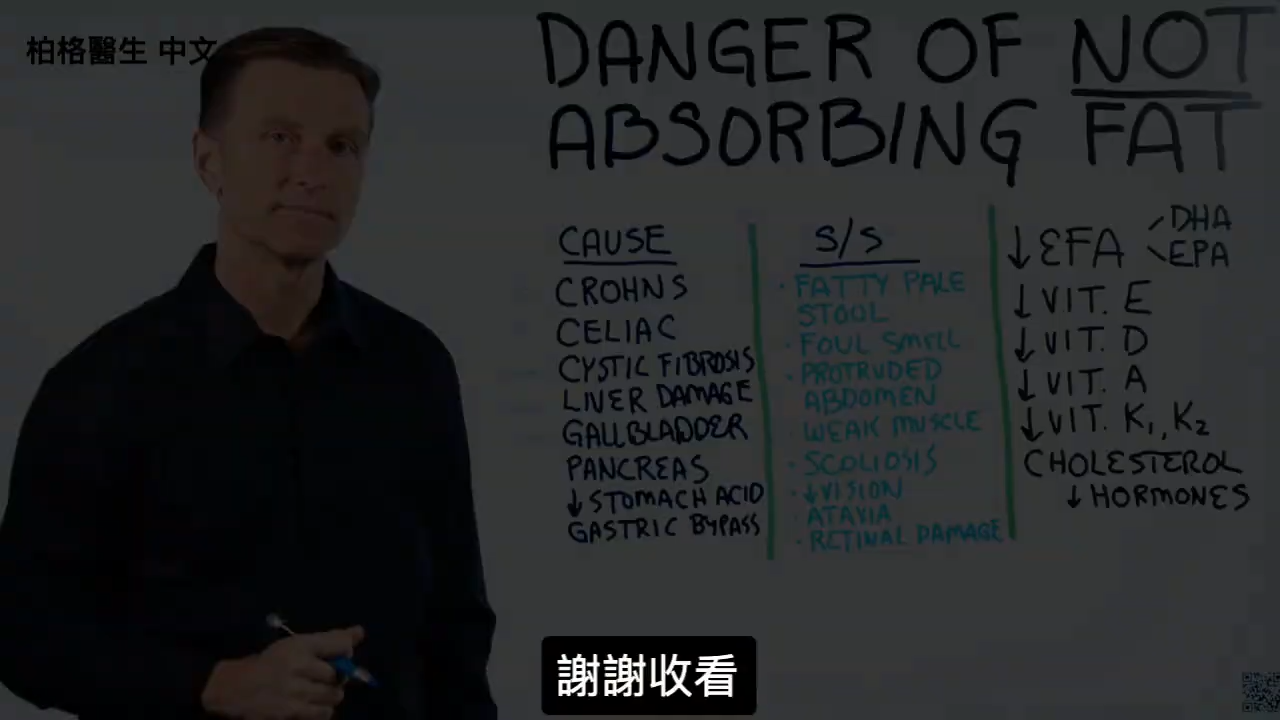 柏格醫生 中文
DANGER OF NOT
ABSORBING FAT
CAUSE
CROHNS
CELIAC
CYSTIC FIBROSIS
LIVER DAMAGE
GALLBLADDER
PANCREAS
↓ STOMACH ACID
GASTRIC BYPASS
S/S
· FATTY PALE
STOOL
· FOUL SMELL
· PROTRUDED
ABDOMEN
· WEAK MUSCLE
· SCOLIOSIS
· ↓ VISION
· ATAXIA
· RETINAL DAMAGE
↓ EFA
DHA
EPA
↓ VIT. E
↓ VIT. D
↓ VIT. A
↓ VIT. K₁, K₂
CHOLESTEROL
↓ HORMONES
謝謝收看